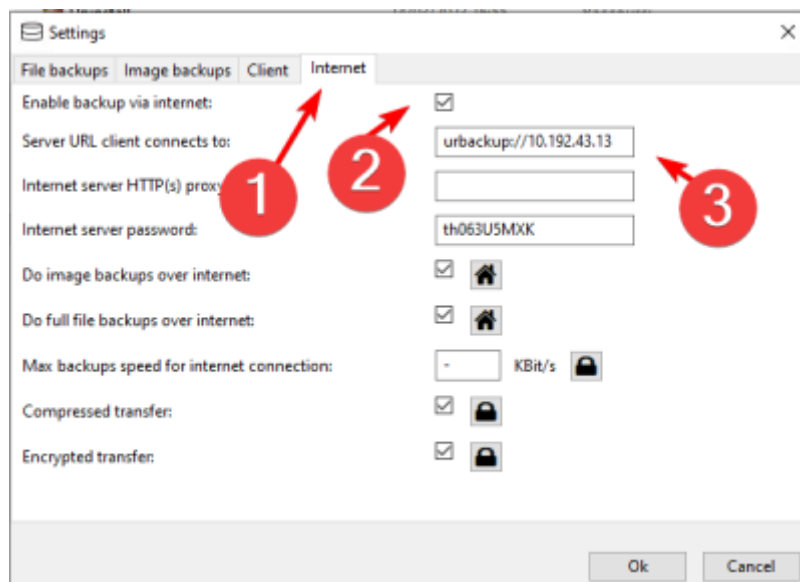 Settings
File backups Image backups Client Internet
Enable backup via internet:
Server URL client connects to: urbackup://10.192.43.13
Internet server HTTP(s) proxy
Internet server password: th063U5MXK
Do image backups over internet:
Do full file backups over internet:
Max backups speed for internet connection: - KBit/s
Compressed transfer:
Encrypted transfer:
1
2
3
Ok Cancel